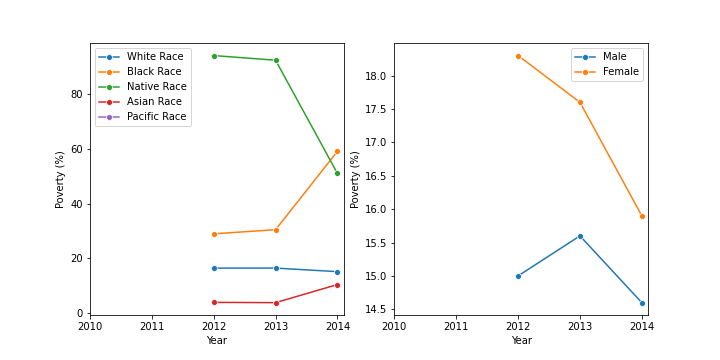 White Race
Black Race
Native Race
Asian Race
Pacific Race
80
60
40
20
0
Poverty (%)
2010 2011 2012 2013 2014
Year
Male
Female
18.0
17.5
17.0
16.5
16.0
15.5
15.0
14.5
Poverty (%)
2010 2011 2012 2013 2014
Year